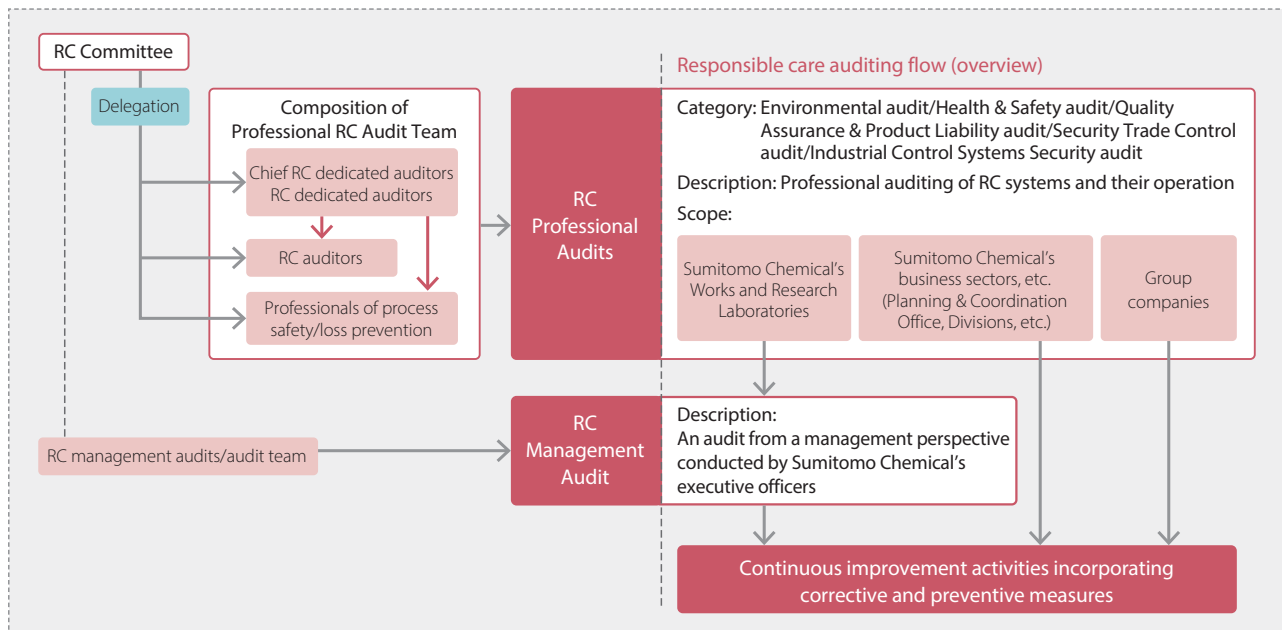 RC Committee
Delegation
Composition of
Professional RC Audit Team
Chief RC dedicated auditors
RC dedicated auditors
RC auditors
Professionals of process
safety/loss prevention
RC management audits/audit team
RC
Professional
Audits
Responsible care auditing flow (overview)
Category: Environmental audit/Health & Safety audit/Quality
Assurance & Product Liability audit/Security Trade Control
audit/Industrial Control Systems Security audit
Description: Professional auditing of RC systems and their operation
Scope:
Sumitomo Chemical’s
Works and Research
Laboratories
Sumitomo Chemical’s
business sectors, etc.
(Planning & Coordination
Office, Divisions, etc.)
Group
companies
RC
Management
Audit
Description:
An audit from a management perspective
conducted by Sumitomo Chemical’s
executive officers
Continuous improvement activities incorporating
corrective and preventive measures